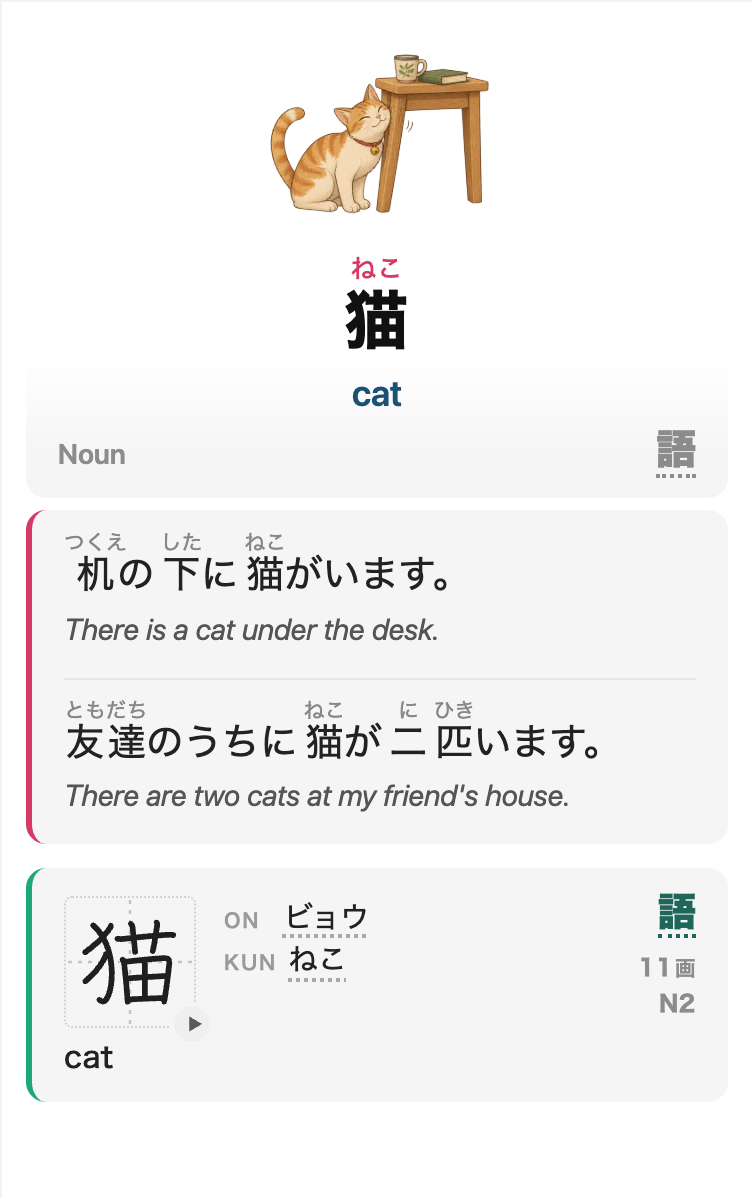 ねこ
猫
cat
Noun
語
つくえ した ねこ
机の下に猫がいます。
There is a cat under the desk.
ともだち ねこ に ひき
友達のうちに猫が二匹います。
There are two cats at my friend's house.
猫
ON ビョウ
KUN ねこ
語
11画
N2
cat